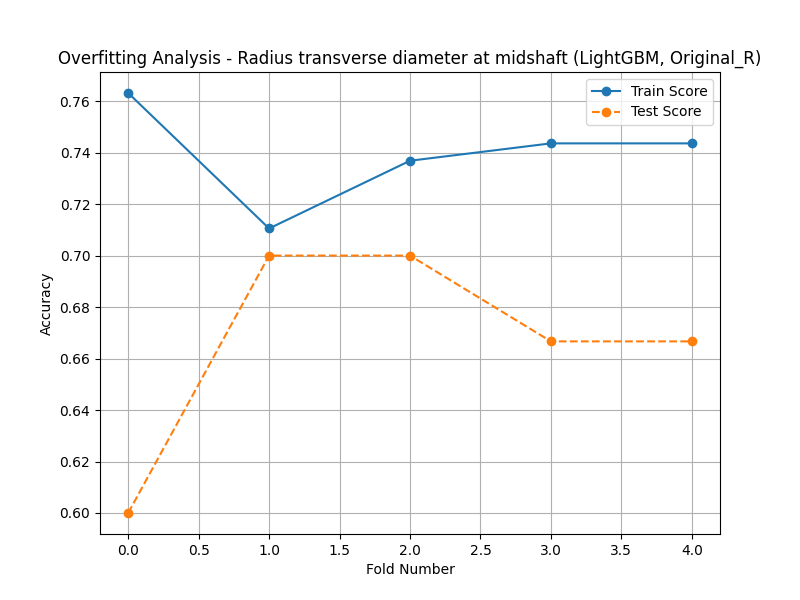 Overfitting Analysis - Radius transverse diameter at midshaft (LightGBM, Original_R)
Train Score
Test Score
Accuracy
0.76
0.74
0.72
0.70
0.68
0.66
0.64
0.62
0.60
0.0 0.5 1.0 1.5 2.0 2.5 3.0 3.5 4.0
Fold Number